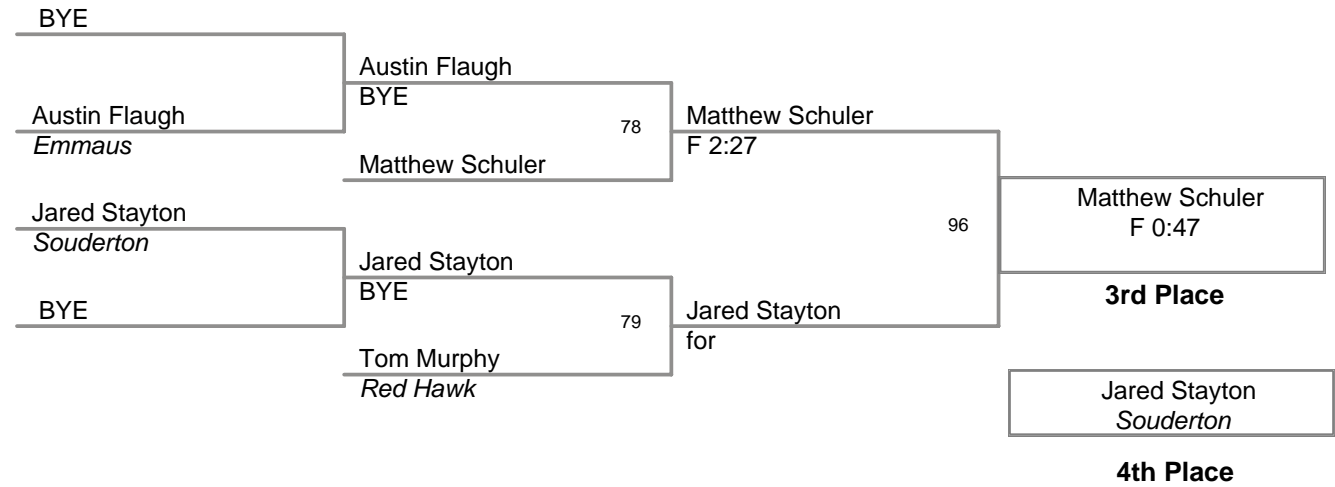 BYE
Austin Flaugh
BYE
Austin Flaugh
Emmaus
78
Matthew Schuler
F 2:27
Matthew Schuler
Jared Stayton
Souderton
96
Matthew Schuler
F 0:47
3rd Place
Jared Stayton
BYE
BYE
79
Jared Stayton
for
Tom Murphy
Red Hawk
Jared Stayton
Souderton
4th Place